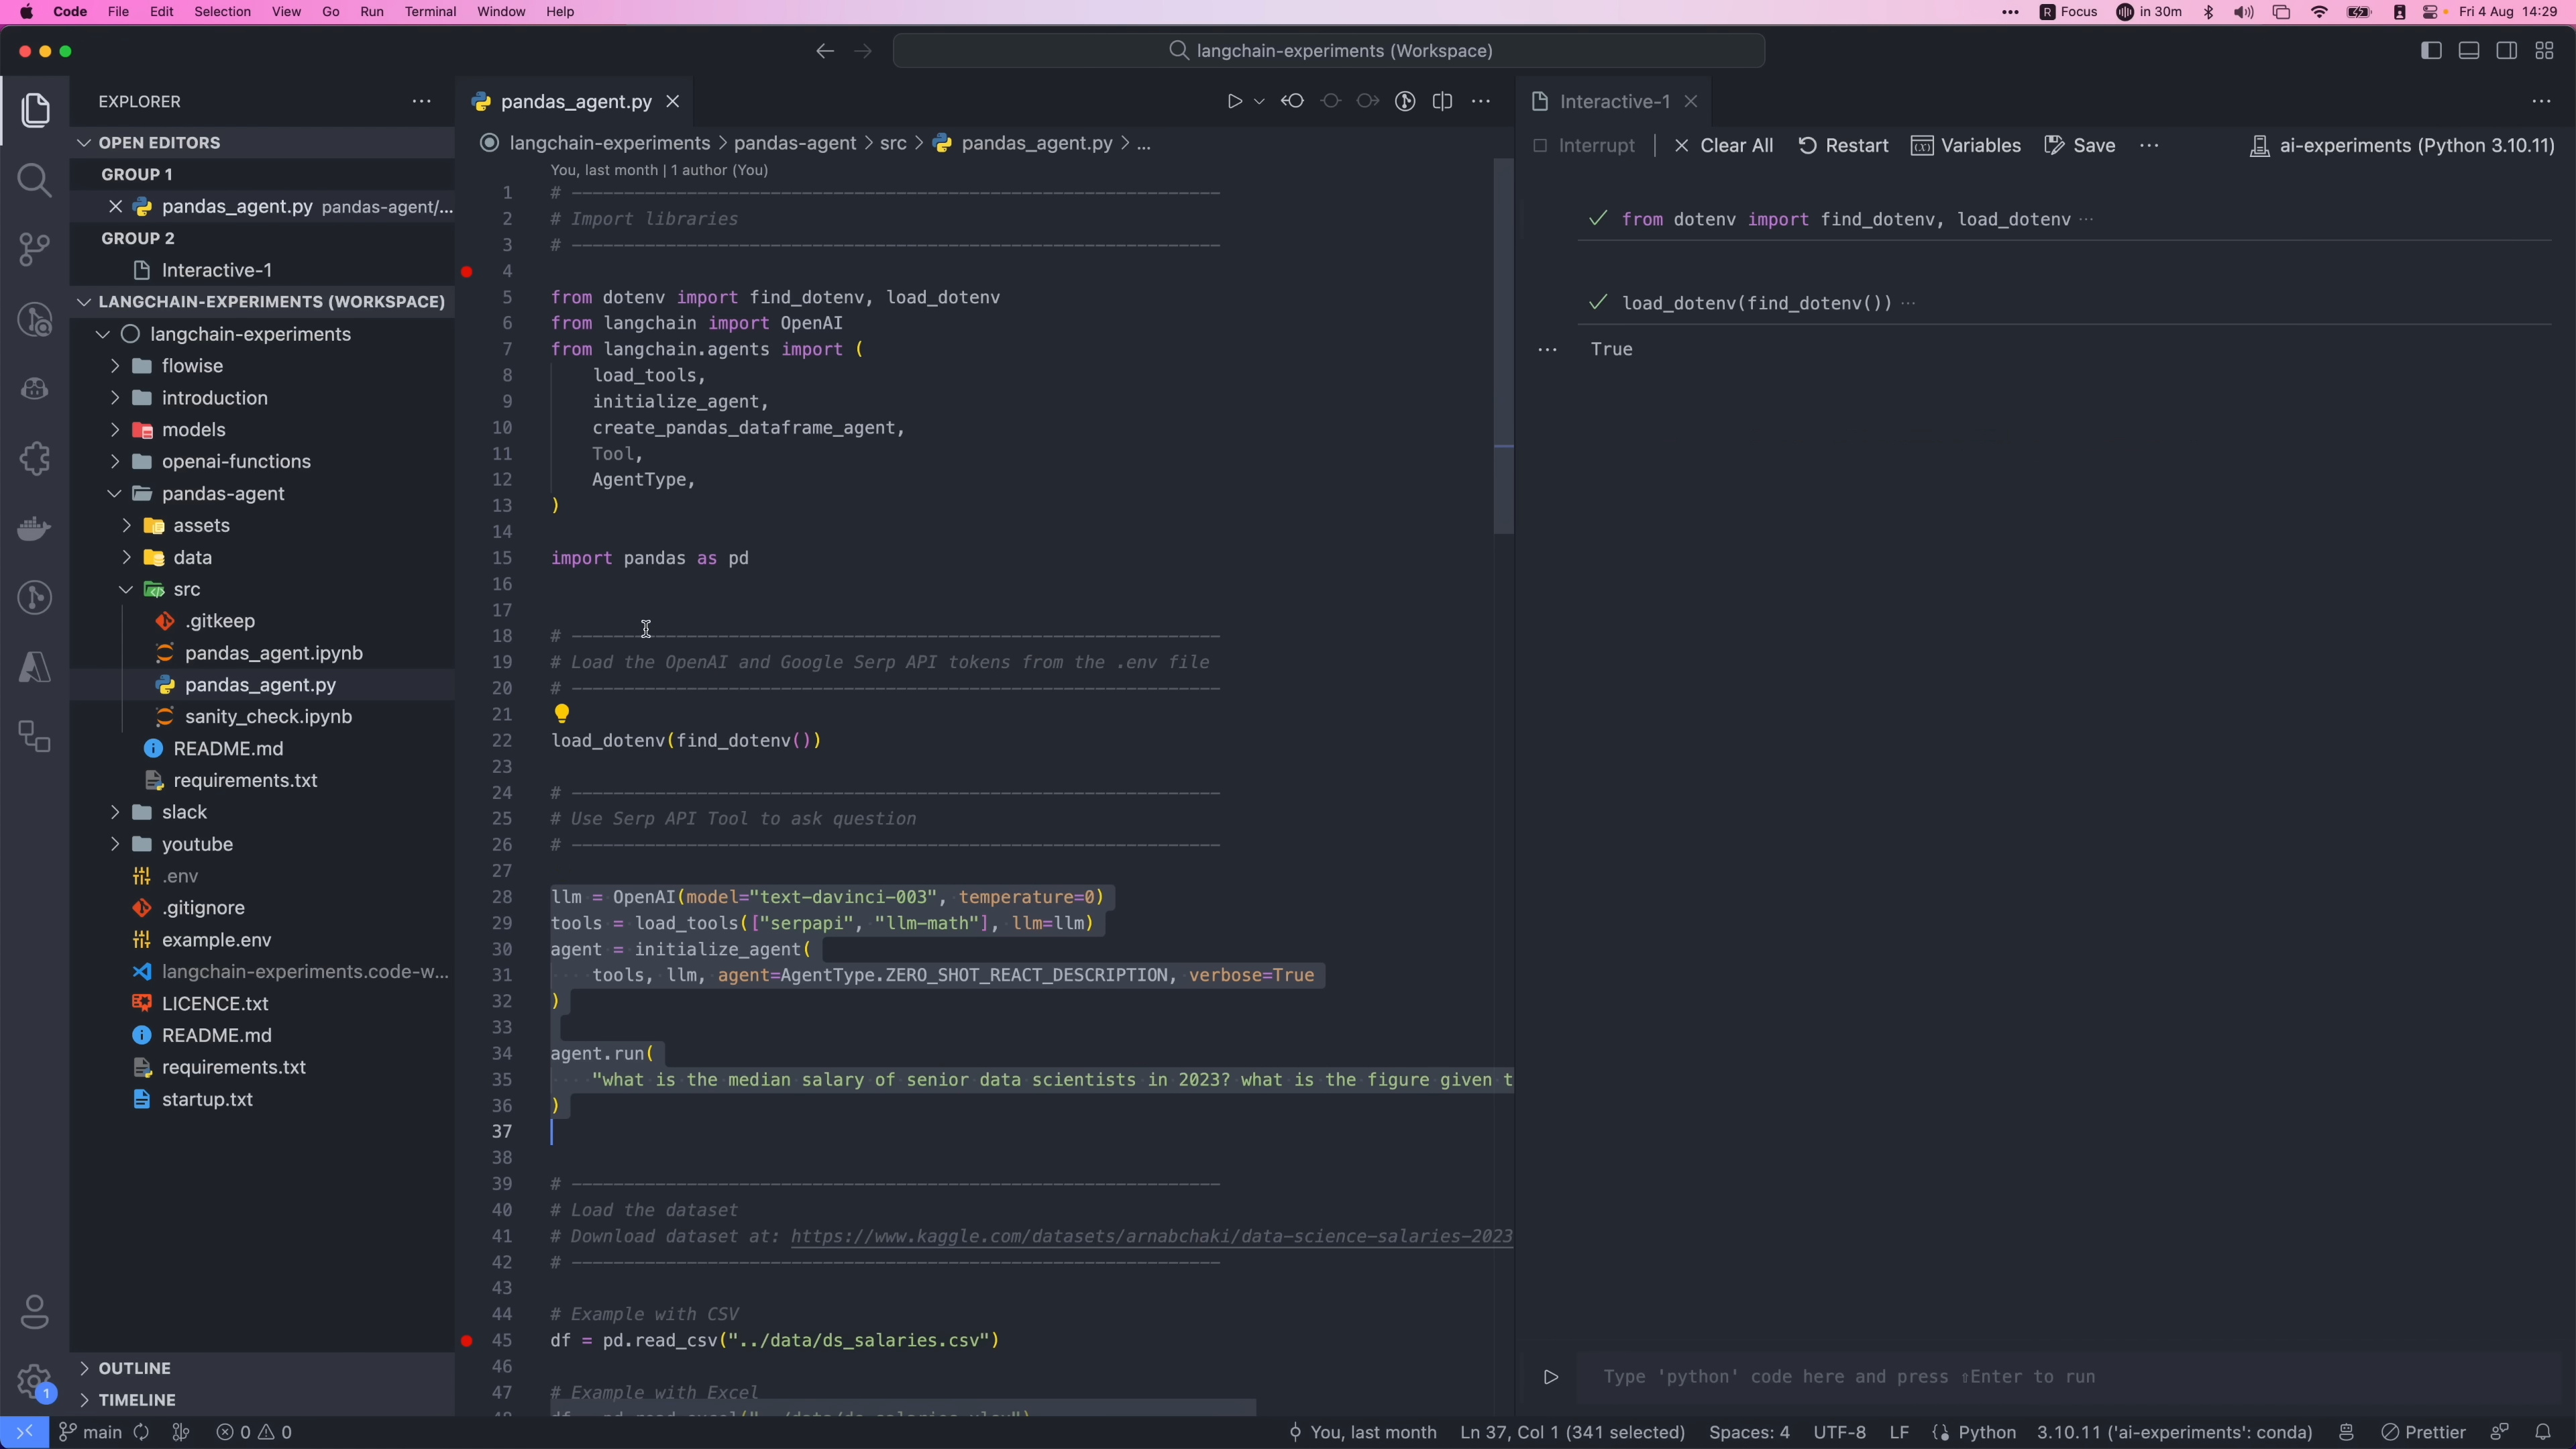 Code File Edit Selection View Go Run Terminal Window Help
R Focus in 30m Fri 4 Aug 14:29
langchain-experiments (Workspace)
EXPLORER
OPEN EDITORS
GROUP 1
pandas_agent.py pandas-agent/...
GROUP 2
Interactive-1
LANGCHAIN-EXPERIMENTS (WORKSPACE)
langchain-experiments
flowise
introduction
models
openai-functions
pandas-agent
assets
data
src
.gitkeep
pandas_agent.ipynb
pandas_agent.py
sanity_check.ipynb
README.md
requirements.txt
slack
youtube
.env
.gitignore
example.env
langchain-experiments.code-w...
LICENCE.txt
README.md
requirements.txt
startup.txt
OUTLINE
TIMELINE
1
pandas_agent.py
langchain-experiments > pandas-agent > src > pandas_agent.py > ...
You, last month | 1 author (You)
1 # --------------------------------------------------------------
2 # Import libraries
3 # --------------------------------------------------------------
4
5 from dotenv import find_dotenv, load_dotenv
6 from langchain import OpenAI
7 from langchain.agents import (
8 load_tools,
9 initialize_agent,
10 create_pandas_dataframe_agent,
11 Tool,
12 AgentType,
13 )
14
15 import pandas as pd
16
17
18 # --------------------------------------------------------------
19 # Load the OpenAI and Google Serp API tokens from the .env file
20 # --------------------------------------------------------------
21
22 load_dotenv(find_dotenv())
23
24 # --------------------------------------------------------------
25 # Use Serp API Tool to ask question
26 # --------------------------------------------------------------
27
28 llm = OpenAI(model="text-davinci-003", temperature=0)
29 tools = load_tools(["serpapi", "llm-math"], llm=llm)
30 agent = initialize_agent(
31 tools, llm, agent=AgentType.ZERO_SHOT_REACT_DESCRIPTION, verbose=True
32 )
33
34 agent.run(
35 "what is the median salary of senior data scientists in 2023? what is the figure given t
36 )
37
38
39 # --------------------------------------------------------------
40 # Load the dataset
41 # Download dataset at: https://www.kaggle.com/datasets/arnabchaki/data-science-salaries-2023
42 # --------------------------------------------------------------
43
44 # Example with CSV
45 df = pd.read_csv("../data/ds_salaries.csv")
46
47 # Example with Excel
48 df = pd.read_excel("../data/ds_salaries.xlsx")
Interactive-1
Interrupt | Clear All Restart Variables Save ... ai-experiments (Python 3.10.11)
from dotenv import find_dotenv, load_dotenv ...
load_dotenv(find_dotenv()) ...
... True
Type 'python' code here and press ⇧Enter to run
main 0 0 You, last month Ln 37, Col 1 (341 selected) Spaces: 4 UTF-8 LF Python 3.10.11 ('ai-experiments': conda) Prettier